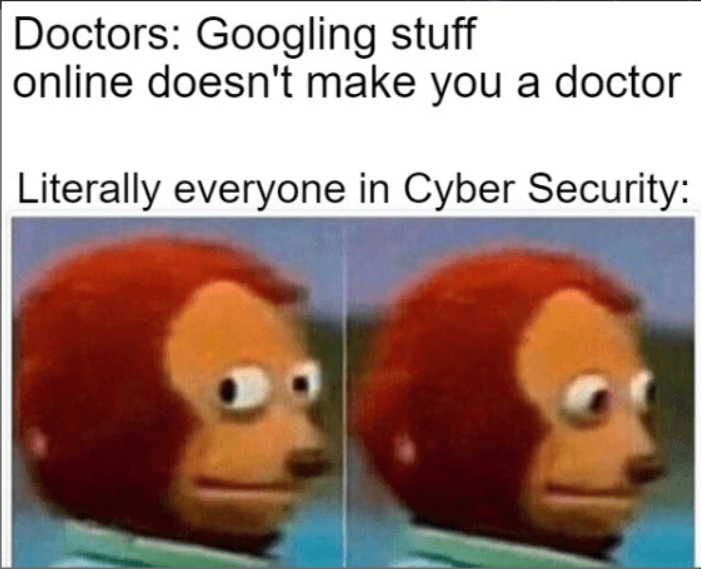 Doctors: Googling stuff
online doesn't make you a doctor
Literally everyone in Cyber Security: